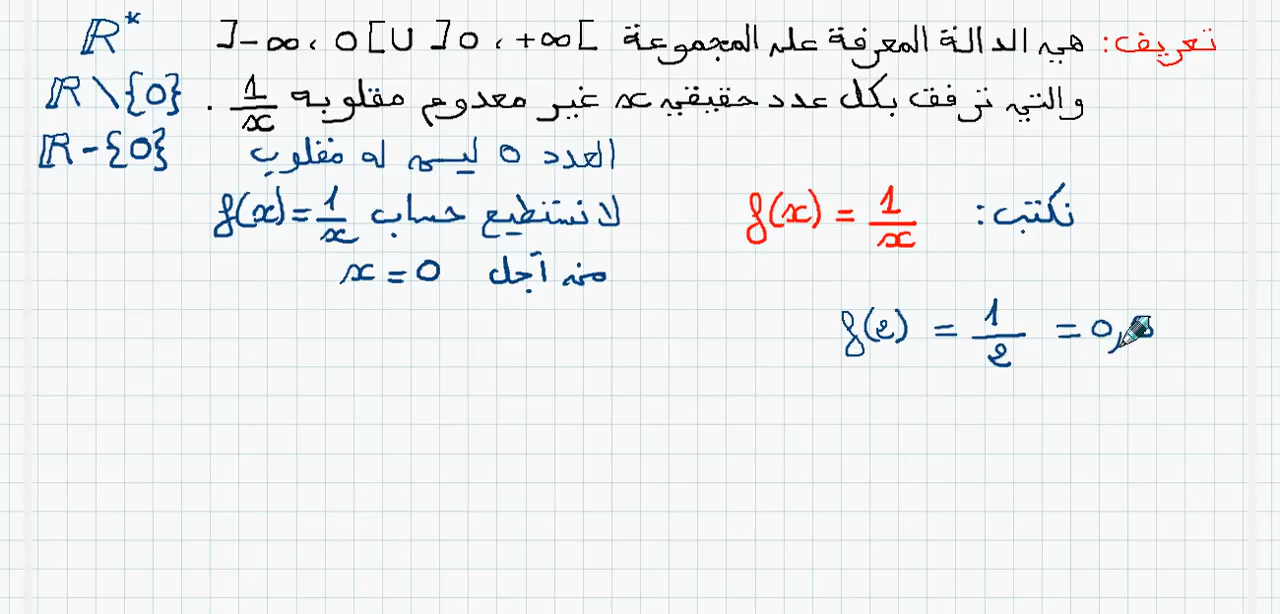 تعريف: هي الدالة المعرفة على المجموعة ]-∞، 0[ U ]0، +∞[
والتي ترفق بكل عدد حقيقي x غير معدوم مقلوبه 1/x .
ℝ*
ℝ\{0}
ℝ-{0}
العدد 0 ليس له مقلوب
لا نستطيع حساب f(x)=1/x
من أجل x=0
نكتب: f(x) = 1/x
f(2) = 1/2 = 0,